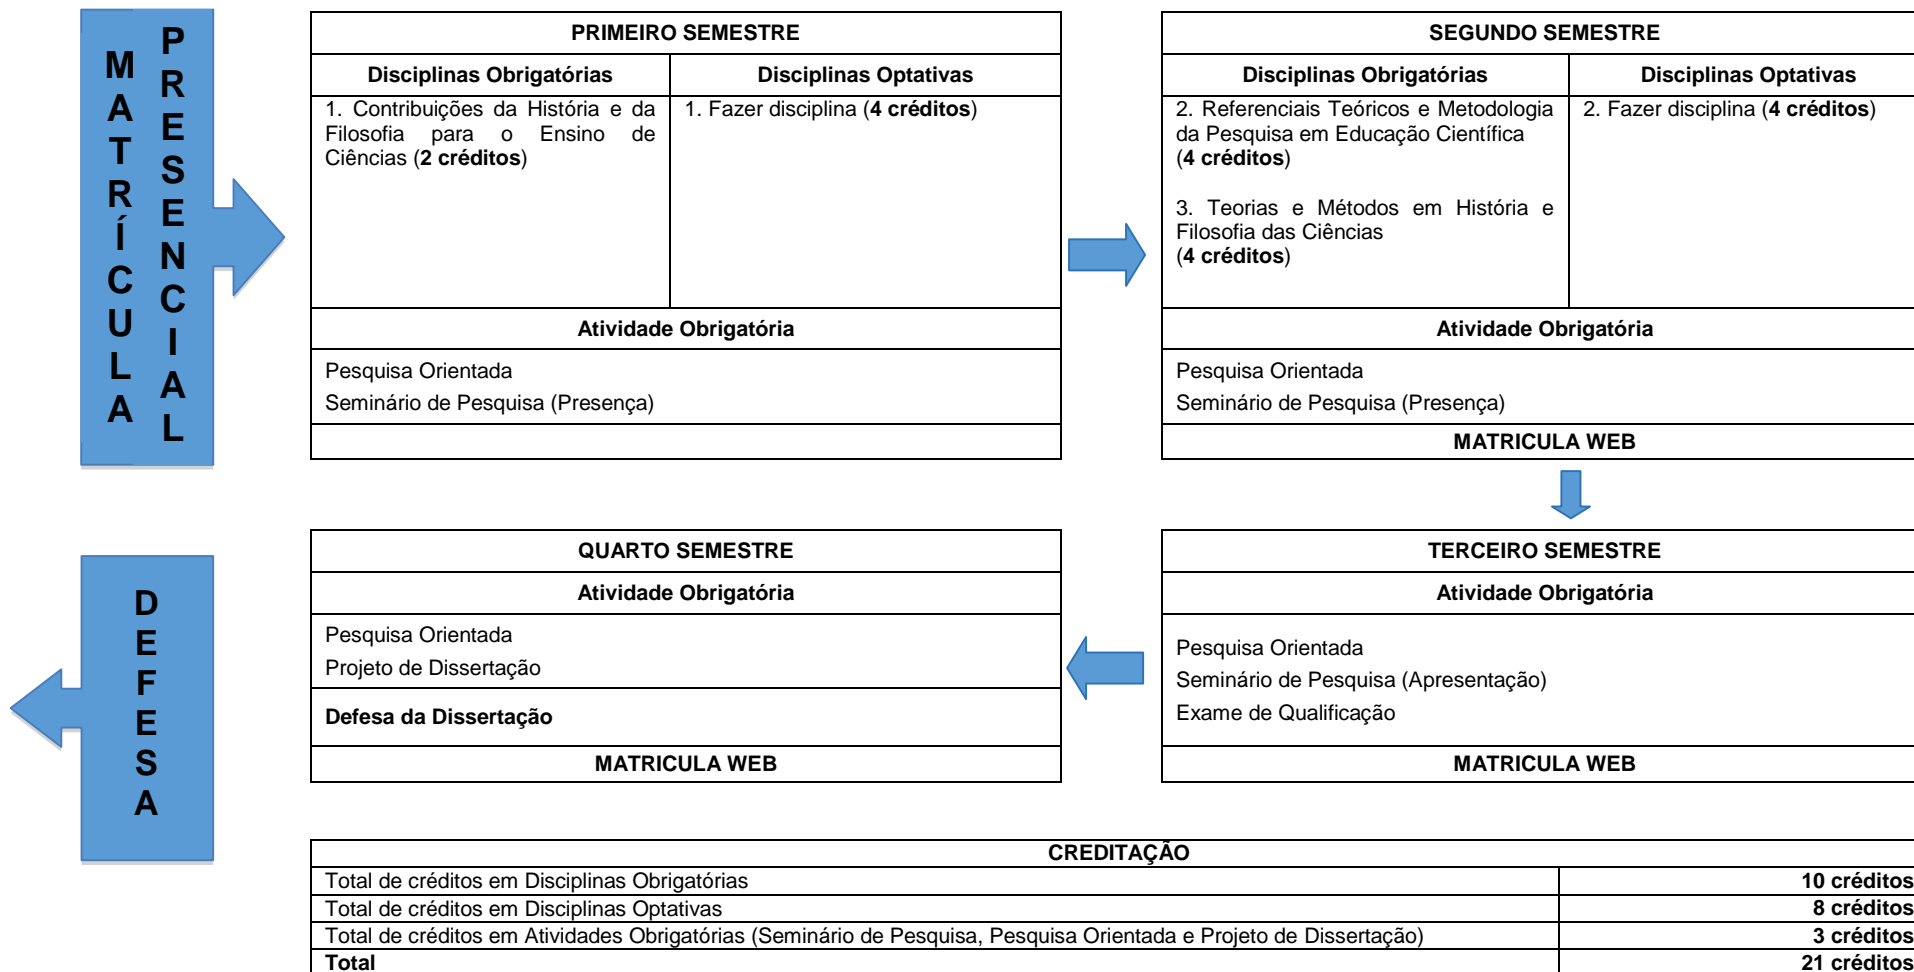 MATRÍCULA
PRESENCIAL
PRIMEIRO SEMESTRE
Disciplinas Obrigatórias
Disciplinas Optativas
1. Contribuições da História e da
Filosofia para o Ensino de
Ciências (2 créditos)
1. Fazer disciplina (4 créditos)
Atividade Obrigatória
Pesquisa Orientada
Seminário de Pesquisa (Presença)
SEGUNDO SEMESTRE
Disciplinas Obrigatórias
Disciplinas Optativas
2. Referenciais Teóricos e Metodologia
da Pesquisa em Educação Científica
(4 créditos)
3. Teorias e Métodos em História e
Filosofia das Ciências
(4 créditos)
2. Fazer disciplina (4 créditos)
Atividade Obrigatória
Pesquisa Orientada
Seminário de Pesquisa (Presença)
MATRICULA WEB
TERCEIRO SEMESTRE
Atividade Obrigatória
Pesquisa Orientada
Seminário de Pesquisa (Apresentação)
Exame de Qualificação
MATRICULA WEB
QUARTO SEMESTRE
Atividade Obrigatória
Pesquisa Orientada
Projeto de Dissertação
Defesa da Dissertação
MATRICULA WEB
DEFESA
CREDITAÇÃO
Total de créditos em Disciplinas Obrigatórias 10 créditos
Total de créditos em Disciplinas Optativas 8 créditos
Total de créditos em Atividades Obrigatórias (Seminário de Pesquisa, Pesquisa Orientada e Projeto de Dissertação) 3 créditos
Total 21 créditos